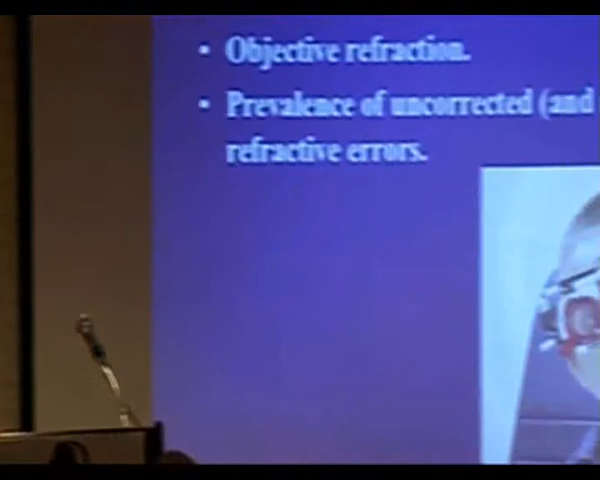 • Objective refraction.
• Prevalence of uncorrected (and
refractive errors.